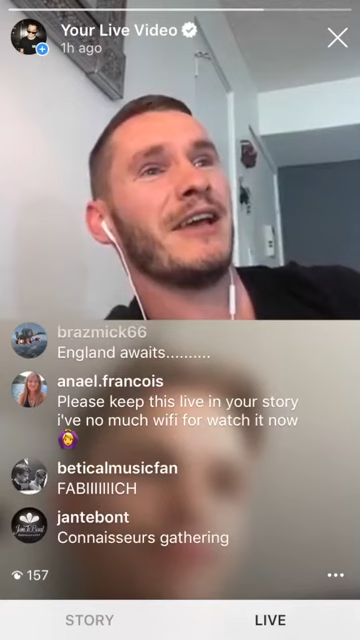 Your Live Video
1h ago
brazmick66
England awaits..........
anael.francois
Please keep this live in your story
i've no much wifi for watch it now
beticalmusicfan
FABIIIIIIICH
jantebont
Connaisseurs gathering
157
STORY
LIVE